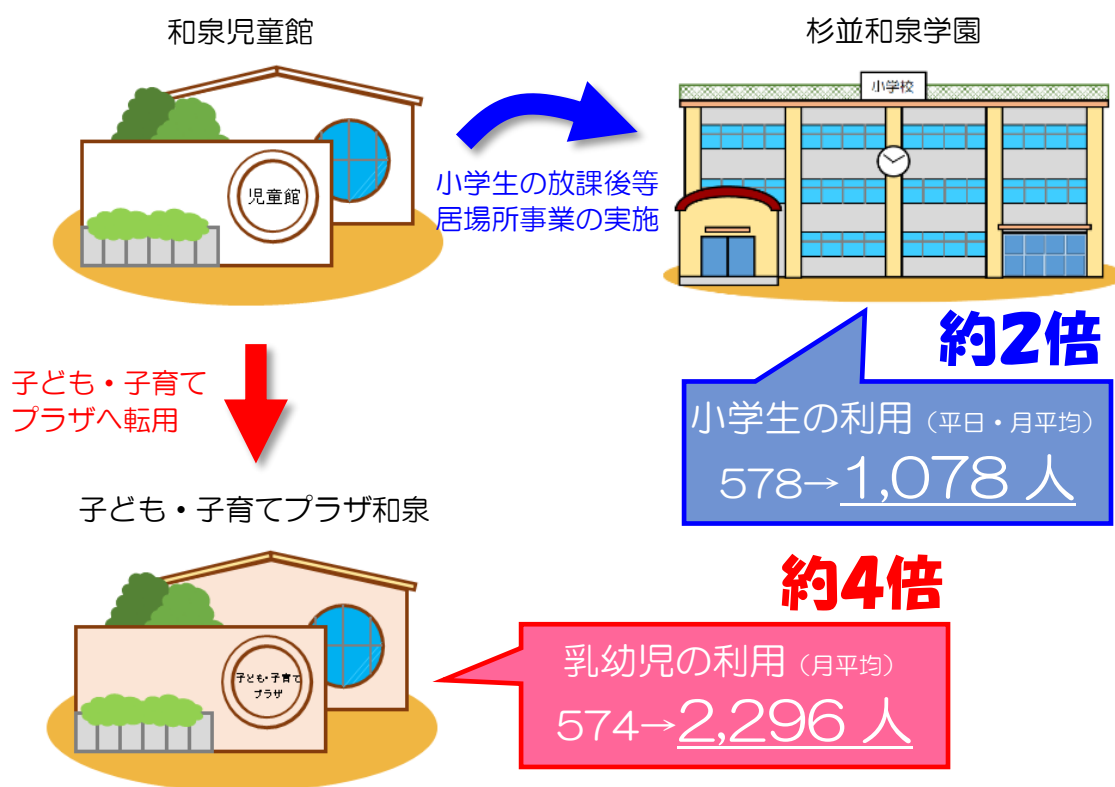 和泉児童館
杉並和泉学園
児童館
小学校
小学生の放課後等
居場所事業の実施
約2倍
小学生の利用（平日・月平均）
578→1,078 人
子ども・子育て
プラザへ転用
子ども・子育てプラザ和泉
子ども・子育て
プラザ
約4倍
乳幼児の利用（月平均）
574→2,296 人